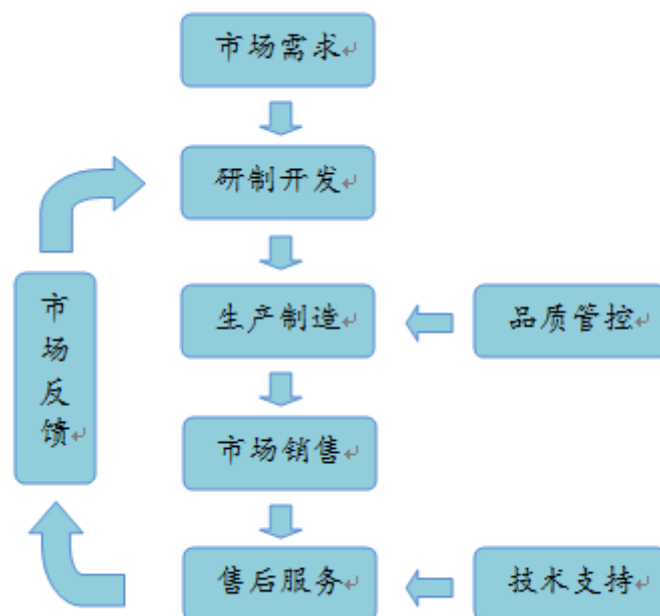 市场需求
研制开发
市场反馈
生产制造
品质管控
市场销售
售后服务
技术支持